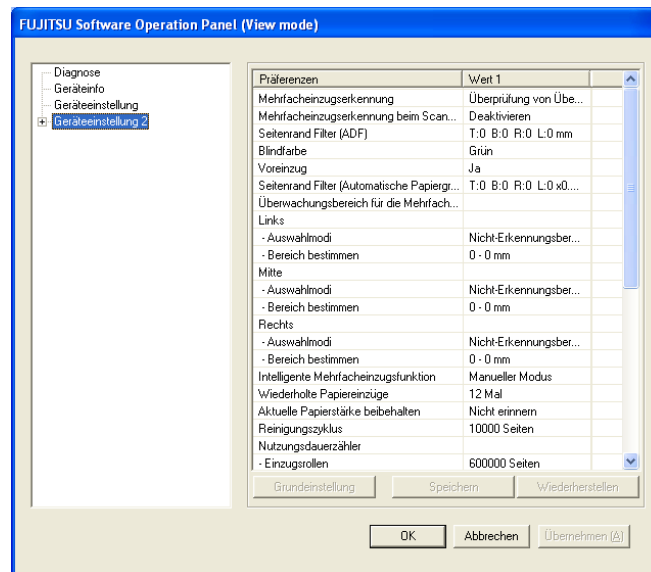 FUJITSU Software Operation Panel (View mode)
Diagnose
Geräteinfo
Geräteeinstellung
Geräteeinstellung 2
Präferenzen Wert 1
Mehrfacheinzugserkennung Überprüfung von Übe...
Mehrfacheinzugserkennung beim Scan... Deaktivieren
Seitenrand Filter (ADF) T:0 B:0 R:0 L:0 mm
Blindfarbe Grün
Voreinzug Ja
Seitenrand Filter (Automatische Papiergr... T:0 B:0 R:0 L:0 x0....
Überwachungsbereich für die Mehrfach...
Links
- Auswahlmodi Nicht-Erkennungsber...
- Bereich bestimmen 0 - 0 mm
Mitte
- Auswahlmodi Nicht-Erkennungsber...
- Bereich bestimmen 0 - 0 mm
Rechts
- Auswahlmodi Nicht-Erkennungsber...
- Bereich bestimmen 0 - 0 mm
Intelligente Mehrfacheinzugsfunktion Manueller Modus
Wiederholte Papiereinzüge 12 Mal
Aktuelle Papierstärke beibehalten Nicht erinnern
Reinigungszyklus 10000 Seiten
Nutzungsdauerzähler
- Einzugsrollen 600000 Seiten
Grundeinstellung Speichern Wiederherstellen
OK Abbrechen Übernehmen (A)